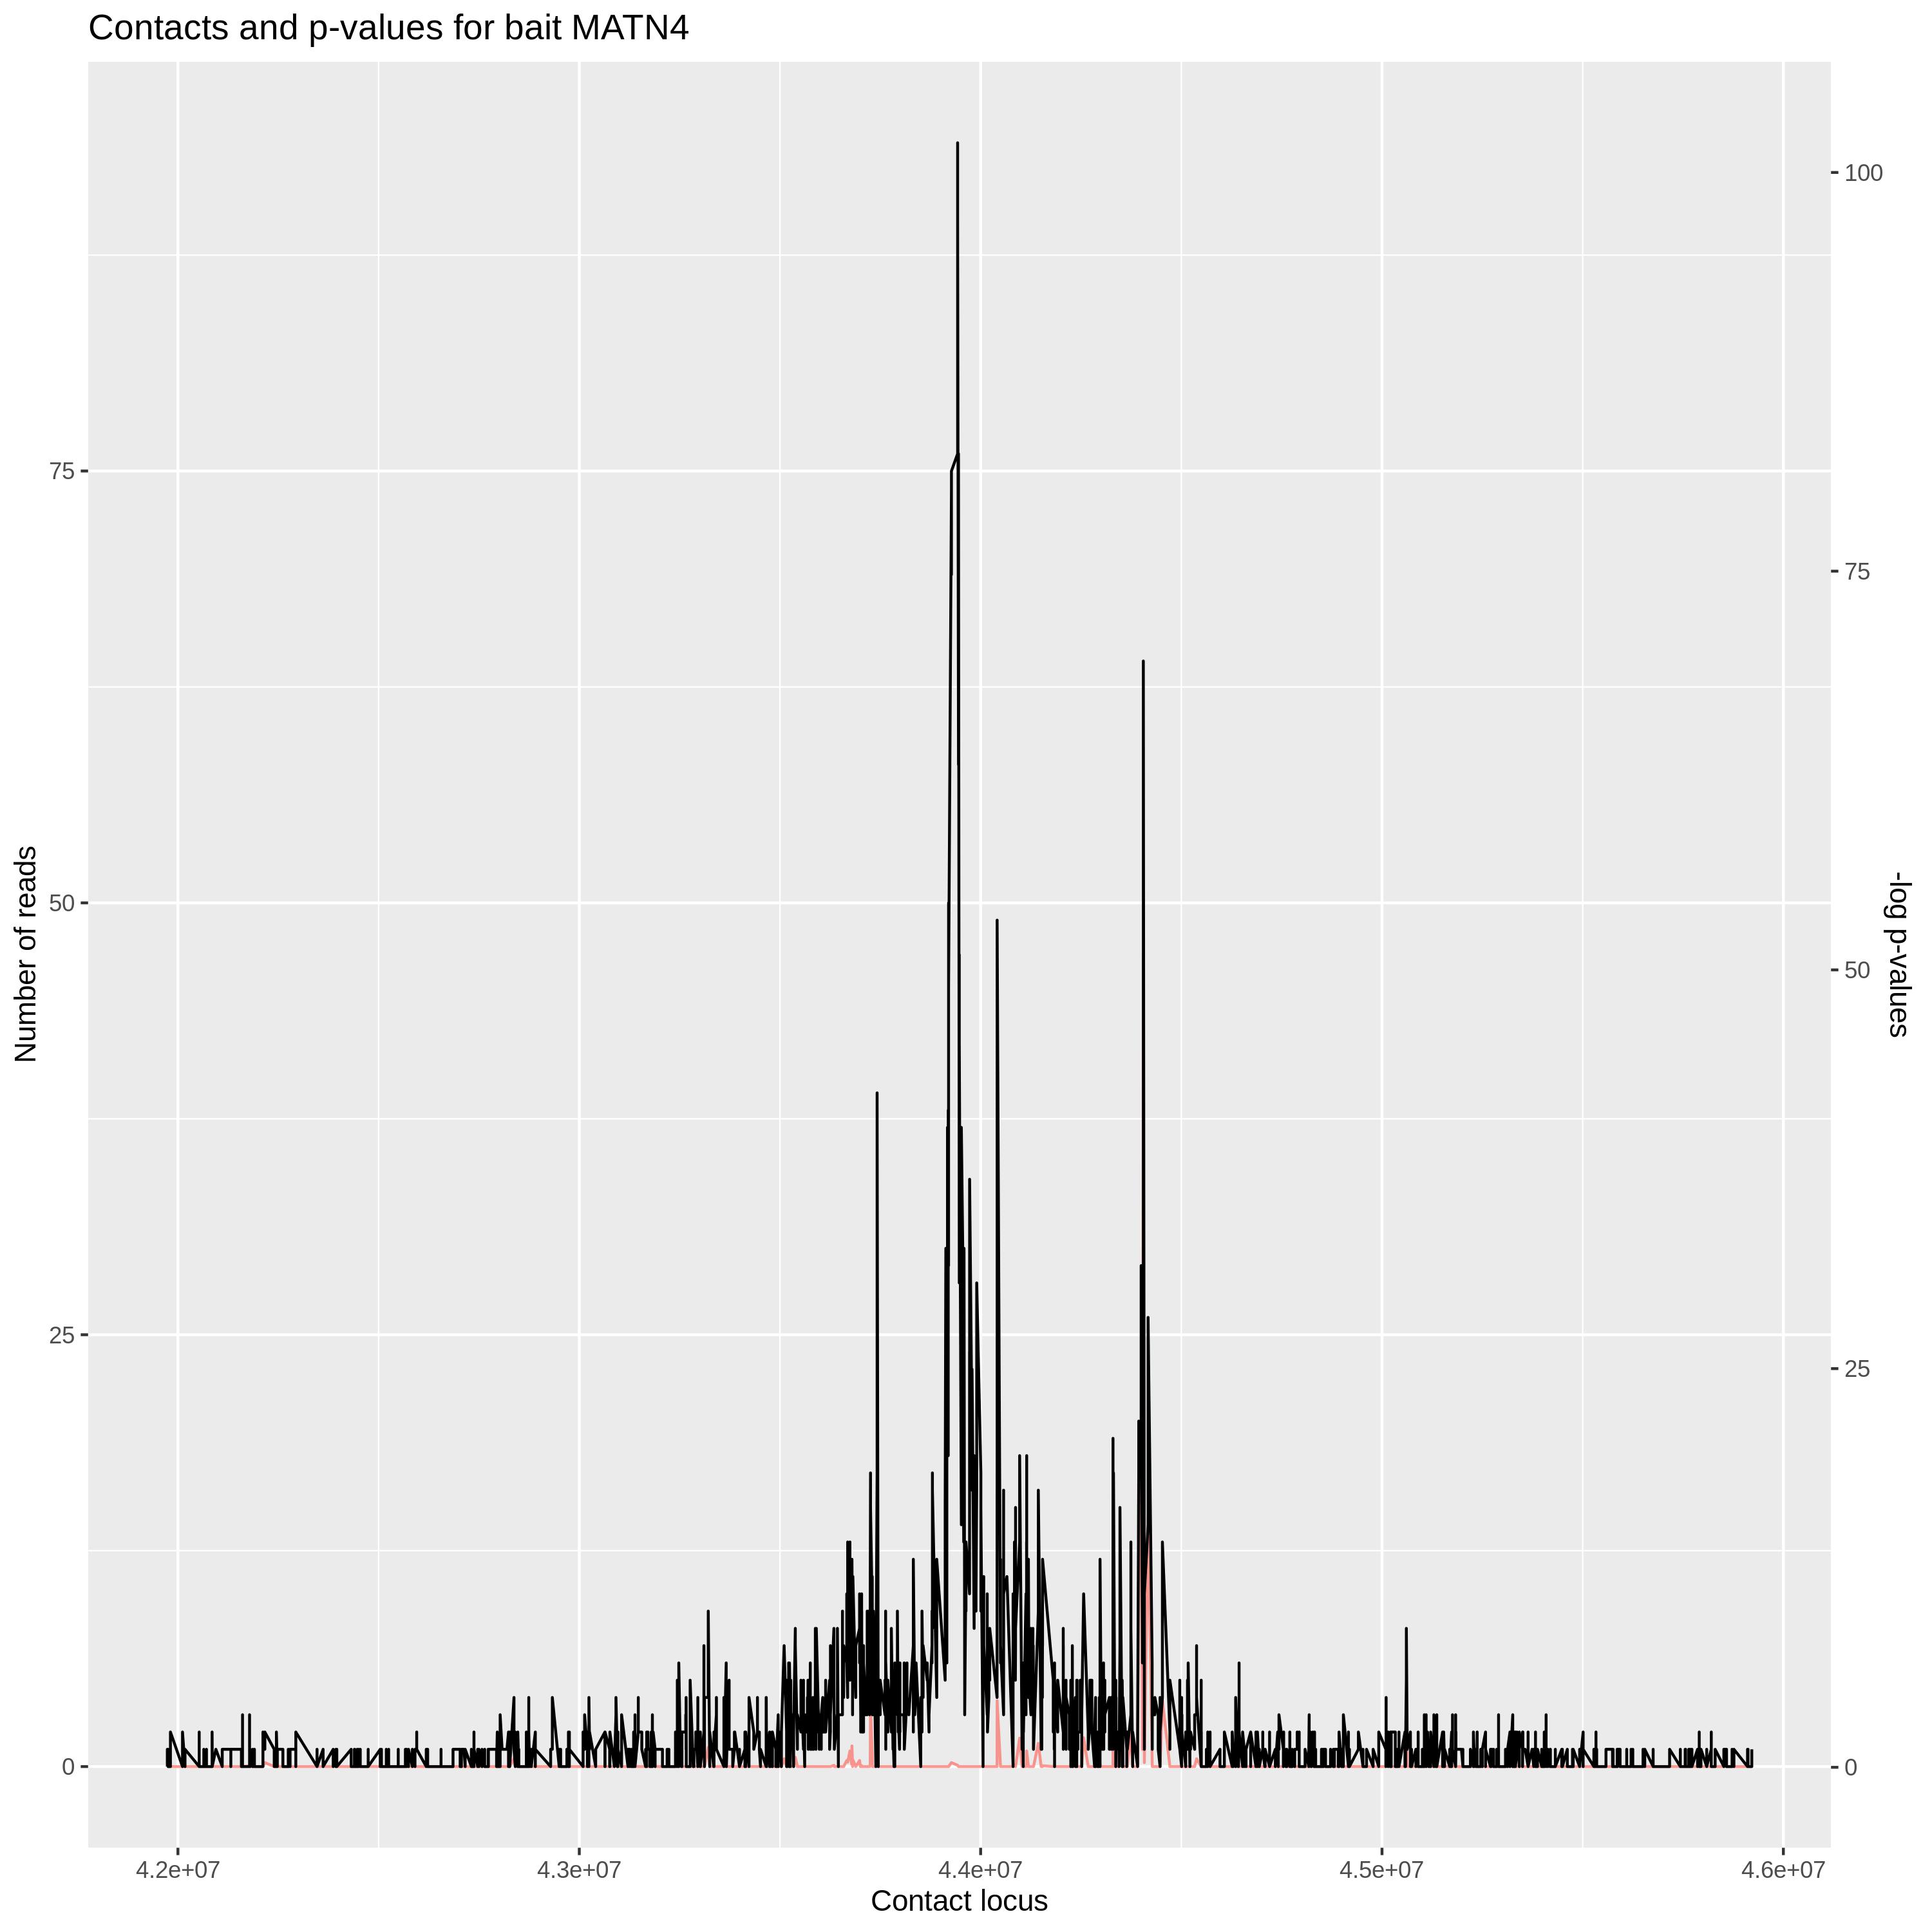 Contacts and p-values for bait MATN4
100
75
75
50
50
25
25
0
0
Number of reads
-log p-values
4.2e+07
4.3e+07
4.4e+07
4.5e+07
4.6e+07
Contact locus